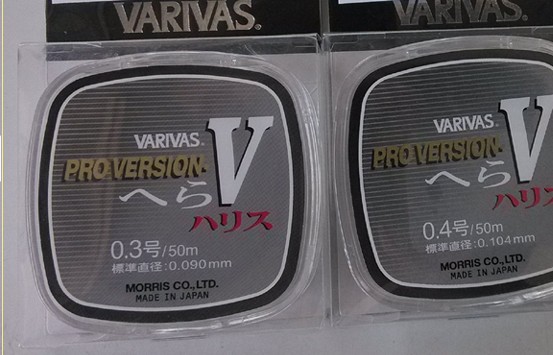 VARIVAS®
VARIVAS®
VARIVAS®
PRO VERSION
V
へら
ハリス
0.3号/50m
標準直径:0.090mm
MORRIS CO.,LTD.
MADE IN JAPAN
VARIVAS®
PRO VERSION
V
へら
ハリス
0.4号/50m
標準直径:0.104mm
MORRIS CO.,LTD.
MADE IN JAPAN